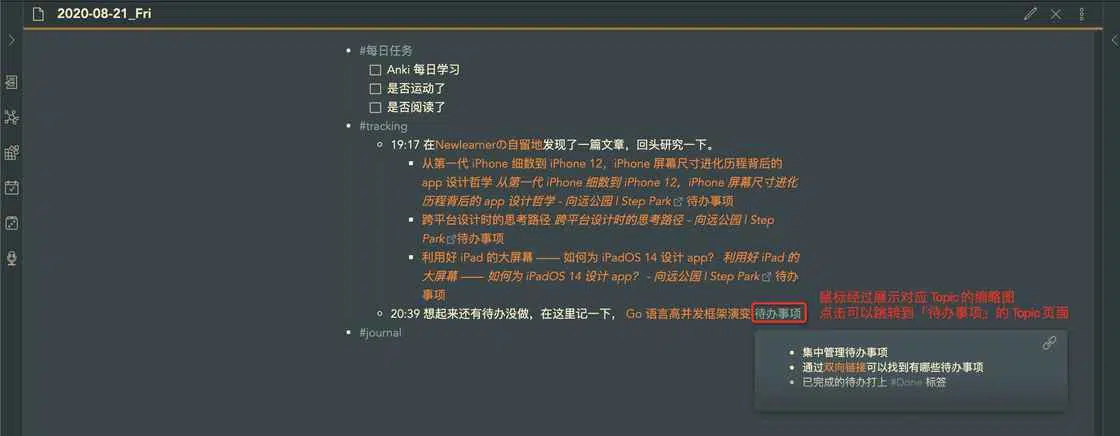 2020-08-21_Fri
#每日任务
Anki 每日学习
是否运动了
是否阅读了
#tracking
19:17 在Newlearnerの自留地发现了一篇文章，回头研究一下。
从第一代 iPhone 细数到 iPhone 12，iPhone 屏幕尺寸进化历程背后的
app 设计哲学 从第一代 iPhone 细数到 iPhone 12，iPhone 屏幕尺寸进化
历程背后的 app 设计哲学 - 向远公园 | Step Park 待办事项
跨平台设计时的思考路径 跨平台设计时的思考路径 - 向远公园 | Step
Park待办事项
利用好 iPad 的大屏幕 —— 如何为 iPadOS 14 设计 app？ 利用好 iPad 的
大屏幕 —— 如何为 iPadOS 14 设计 app？ - 向远公园 | Step Park 待办
事项
鼠标经过展示对应 Topic的缩略图
20:39 想起来还有待办没做，在这里记一下， Go 语言高并发框架演变 待办事项
点击可以跳转到「待办事项』的 Topic页面
#journal
集中管理待办事项
通过双向链接可以找到有哪些待办事项
已完成的待办打上 #Done 标签